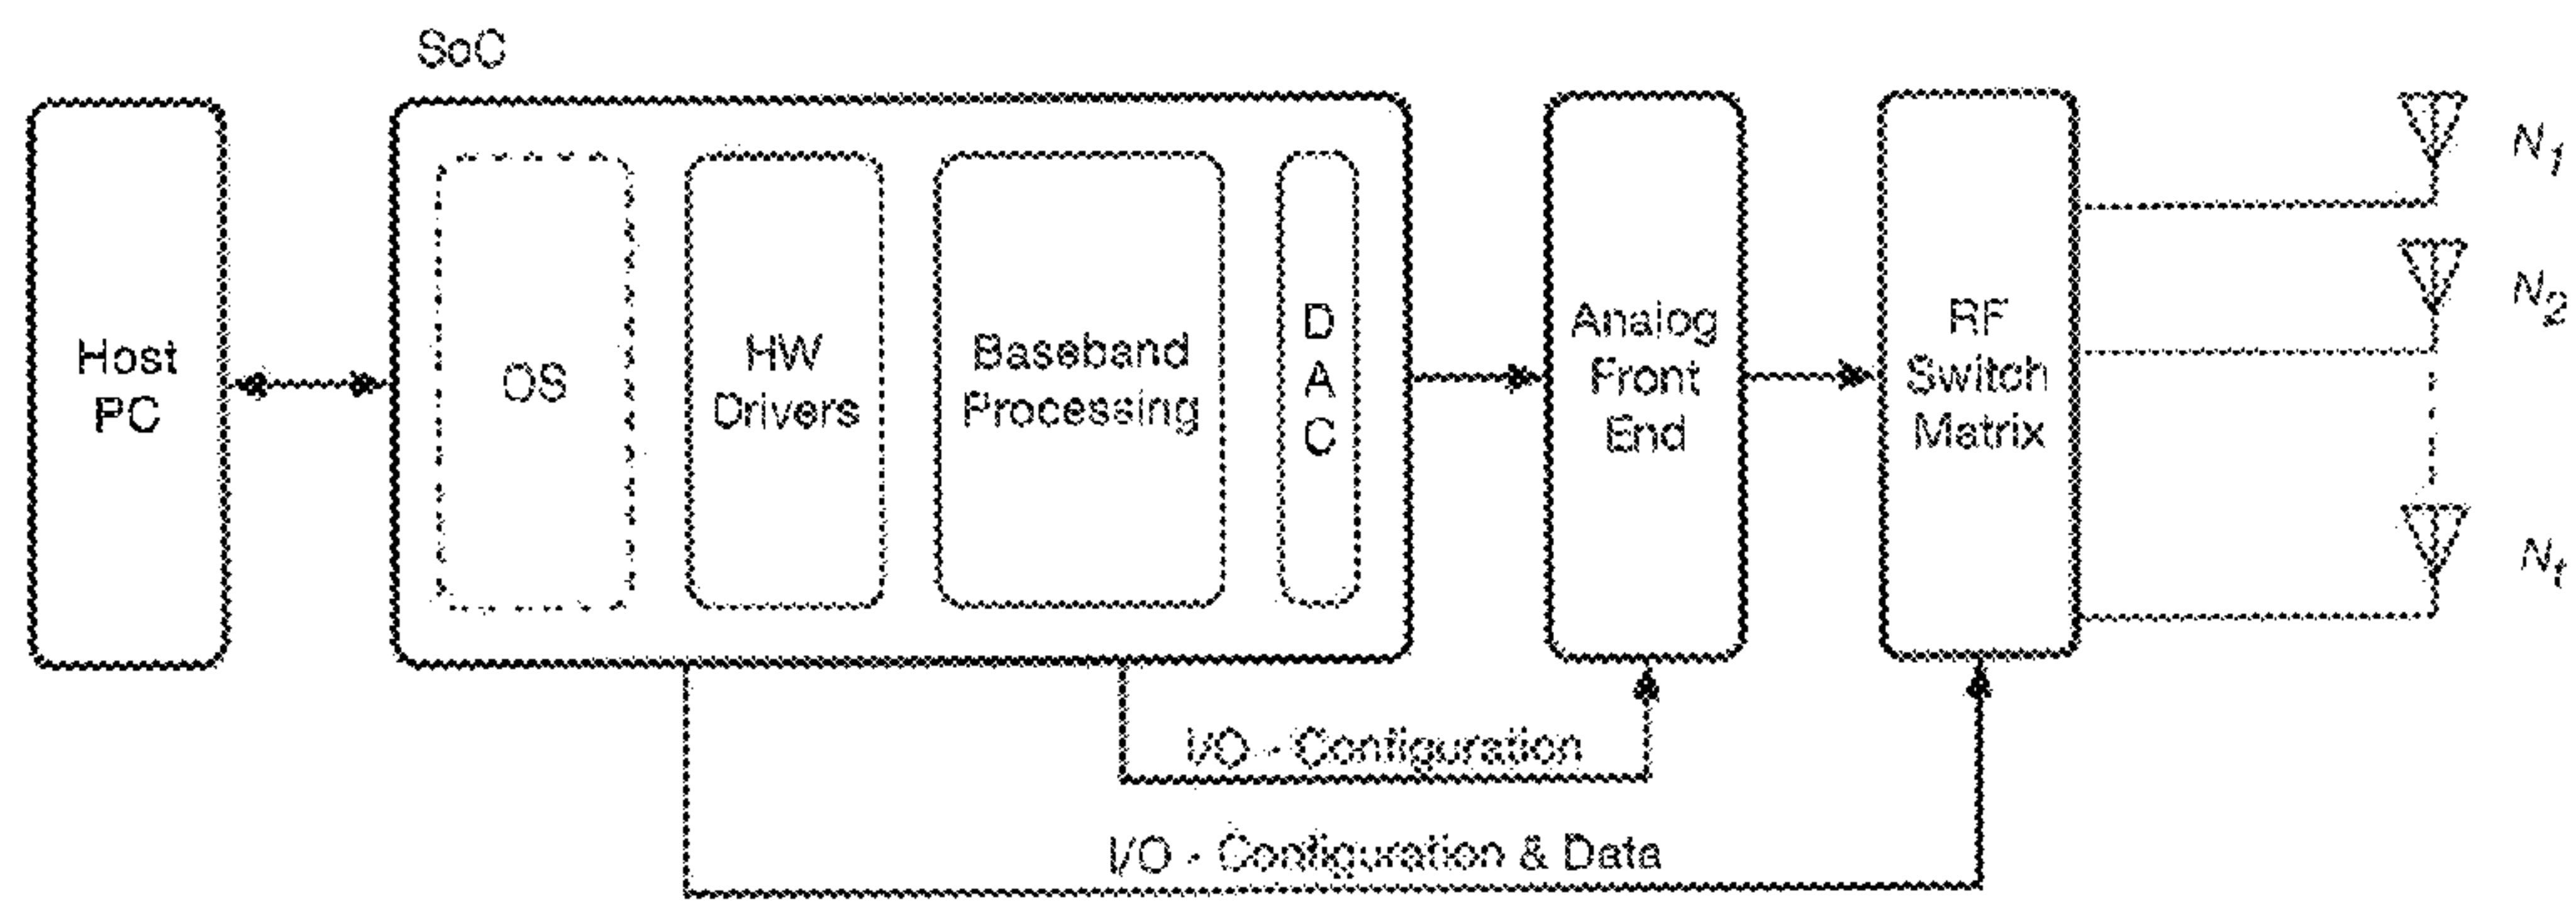 SoC
Host
PC
OS
HW
Drivers
Baseband
Processing
D
A
C
Analog
Front
End
RF
Switch
Matrix
N1
N2
Nt
I/O - Configuration
I/O - Configuration & Data